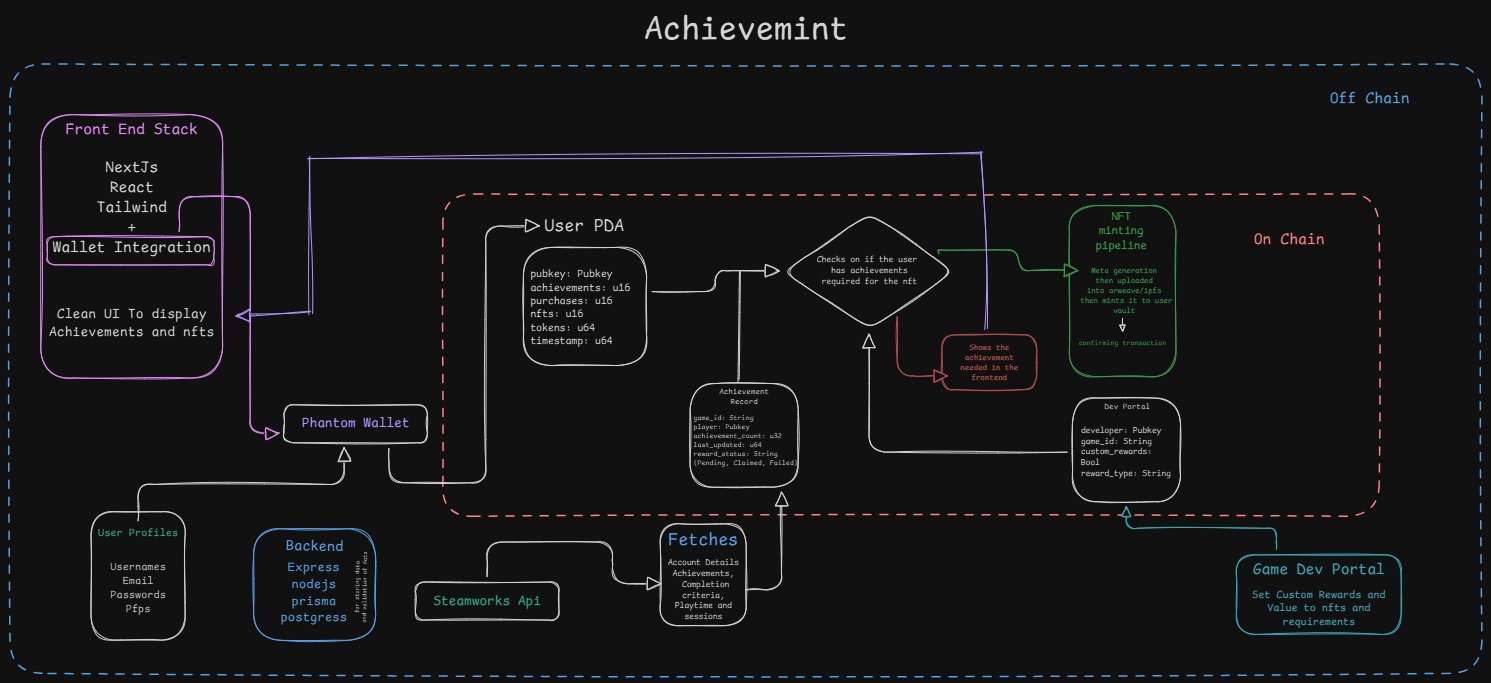 Achievemint
Off Chain
Front End Stack
NextJs
React
Tailwind
+
Wallet Integration
Clean UI To display
Achievements and nfts
On Chain
User PDA
pubkey: Pubkey
achievements: u16
purchases: u16
nfts: u16
tokens: u64
timestamp: u64
Checks on if the user
has achievements
required for the nft
NFT
minting
pipeline
Meta generation
then uploaded
into arweave/ipfs
then mints it to user
vault
confirming transaction
Shows the
achievement
needed in the
frontend
Achievement
Record
game_id: String
player: Pubkey
achievement_count: u32
last_updated: u64
reward_status: String
(Pending, Claimed, Failed)
Dev Portal
developer: Pubkey
game_id: String
custom_rewards:
Bool
reward_type: String
Phantom Wallet
User Profiles
Usernames
Email
Passwords
Pfps
Backend
Express
nodejs
prisma
postgress
for storing data
and validation of data
Steamworks Api
Fetches
Account Details
Achievements,
Completion
criteria,
Playtime and
sessions
Game Dev Portal
Set Custom Rewards and
Value to nfts and
requirements